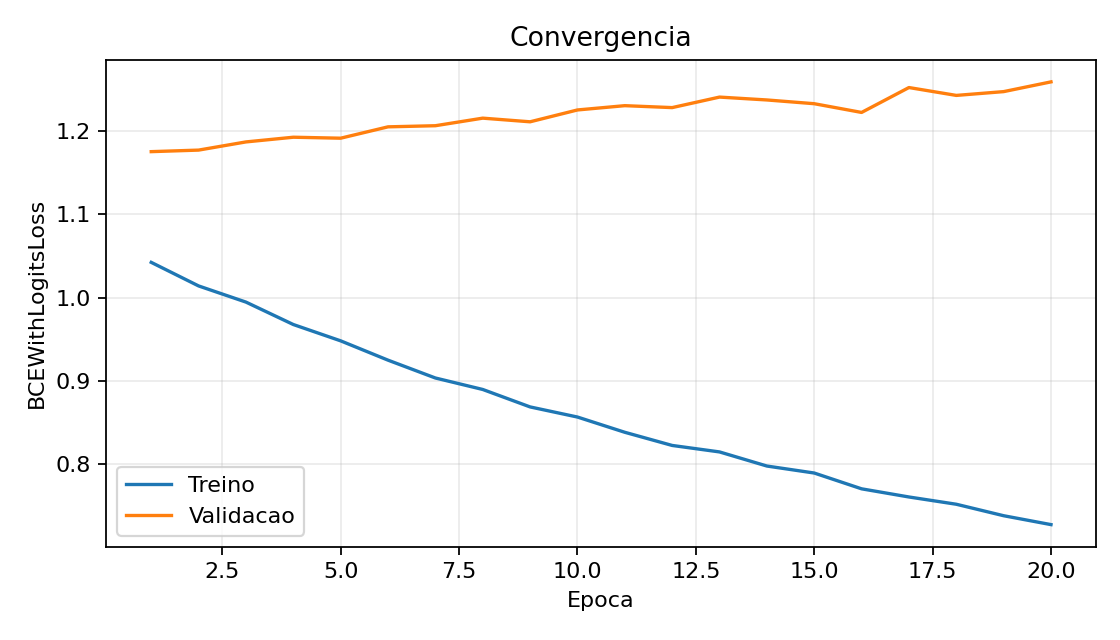 Convergencia
BCEWithLogitsLoss
1.2
1.1
1.0
0.9
0.8
Treino
Validacao
2.5 5.0 7.5 10.0 12.5 15.0 17.5 20.0
Epoca